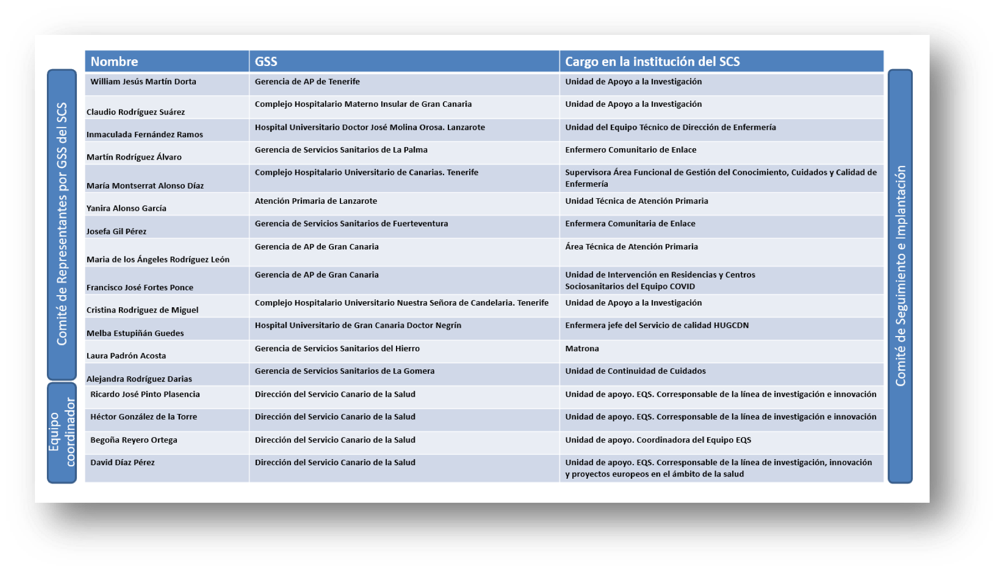 Nombre GSS Cargo en la institución del SCS
Comité de Representantes por GSS del SCS
William Jesús Martín Dorta Gerencia de AP de Tenerife Unidad de Apoyo a la Investigación
Claudio Rodríguez Suárez Complejo Hospitalario Materno Insular de Gran Canaria Unidad de Apoyo a la Investigación
Inmaculada Fernández Ramos Hospital Universitario Doctor José Molina Orosa. Lanzarote Unidad del Equipo Técnico de Dirección de Enfermería
Martín Rodríguez Álvaro Gerencia de Servicios Sanitarios de La Palma Enfermero Comunitario de Enlace
María Montserrat Alonso Díaz Complejo Hospitalario Universitario de Canarias. Tenerife Supervisora Área Funcional de Gestión del Conocimiento, Cuidados y Calidad de
Enfermería
Yanira Alonso García Atención Primaria de Lanzarote Unidad Técnica de Atención Primaria
Josefa Gil Pérez Gerencia de Servicios Sanitarios de Fuerteventura Enfermera Comunitaria de Enlace
Maria de los Ángeles Rodríguez León Gerencia de AP de Gran Canaria Área Técnica de Atención Primaria
Francisco José Fortes Ponce Gerencia de AP de Gran Canaria Unidad de Intervención en Residencias y Centros
Sociosanitarios del Equipo COVID
Cristina Rodriguez de Miguel Complejo Hospitalario Universitario Nuestra Señora de Candelaria. Tenerife Unidad de Apoyo a la Investigación
Melba Estupiñán Guedes Hospital Universitario de Gran Canaria Doctor Negrín Enfermera jefe del Servicio de calidad HUGCDN
Laura Padrón Acosta Gerencia de Servicios Sanitarios del Hierro Matrona
Alejandra Rodríguez Darias Gerencia de Servicios Sanitarios de La Gomera Unidad de Continuidad de Cuidados
Equipo
coordinador
Ricardo José Pinto Plasencia Dirección del Servicio Canario de la Salud Unidad de apoyo. EQS. Corresponsable de la línea de investigación e innovación
Héctor González de la Torre Dirección del Servicio Canario de la Salud Unidad de apoyo. EQS. Corresponsable de la línea de investigación e innovación
Begoña Reyero Ortega Dirección del Servicio Canario de la Salud Unidad de apoyo. Coordinadora del Equipo EQS
David Díaz Pérez Dirección del Servicio Canario de la Salud Unidad de apoyo. EQS. Corresponsable de la línea de investigación, innovación
y proyectos europeos en el ámbito de la salud
Comité de Seguimiento e Implantación